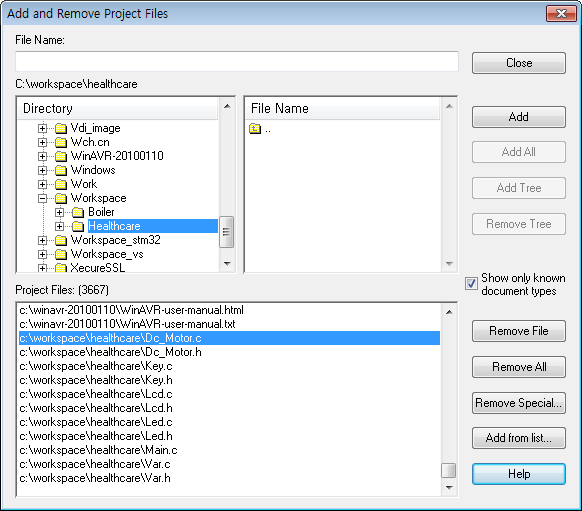 Add and Remove Project Files
File Name:
Close
C:\workspace\healthcare
Directory
File Name
Vdi_image
Wch.cn
WinAVR-20100110
Windows
Work
Workspace
Boiler
Healthcare
Workspace_stm32
Workspace_vs
XecureSSL
..
Add
Add All
Add Tree
Remove Tree
Show only known
document types
Project Files: (3667)
c:\winavr-20100110\WinAVR-user-manual.html
c:\winavr-20100110\WinAVR-user-manual.txt
c:\workspace\healthcare\Dc_Motor.c
c:\workspace\healthcare\Dc_Motor.h
c:\workspace\healthcare\Key.c
c:\workspace\healthcare\Key.h
c:\workspace\healthcare\Lcd.c
c:\workspace\healthcare\Lcd.h
c:\workspace\healthcare\Led.c
c:\workspace\healthcare\Led.h
c:\workspace\healthcare\Main.c
c:\workspace\healthcare\Var.c
c:\workspace\healthcare\Var.h
Remove File
Remove All
Remove Special...
Add from list...
Help